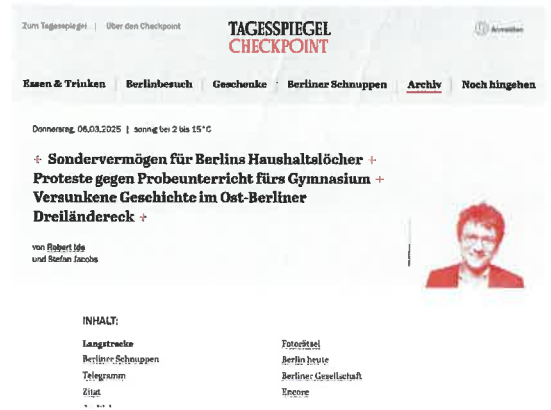 Zum Tagesspiegel | Über den Checkpoint
TAGESSPIEGEL
CHECKPOINT
Anmelden
Essen & Trinken | Berlinbesuch | Geschenke | Berliner Schnuppen | Archiv | Noch hingehen
Donnerstag, 06.03.2025 | sonnig bei 2 bis 15°C
+ Sondervermögen für Berlins Haushaltslöcher +
Proteste gegen Probeunterricht fürs Gymnasium +
Versunkene Geschichte im Ost-Berliner
Dreiländereck +
von Robert Ide
und Stefan Jacobs
INHALT:
Langstrecke
Berliner Schnuppen
Telegramm
Zitat
Fotorätsel
Berlin heute
Berliner Gesellschaft
Encore